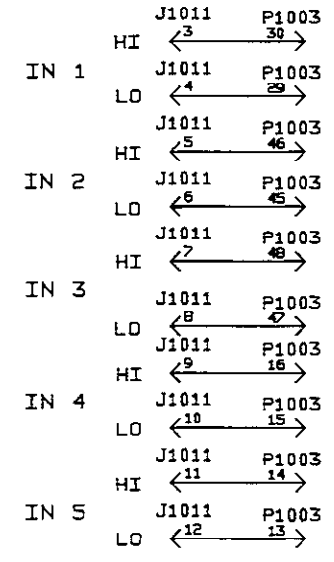 J1011 P1003
HI 3 30
IN 1 J1011 P1003
LO 4 29
J1011 P1003
HI 5 46
IN 2 J1011 P1003
LO 6 45
J1011 P1003
HI 7 48
IN 3 J1011 P1003
LO 8 47
J1011 P1003
HI 9 16
IN 4 J1011 P1003
LO 10 15
J1011 P1003
HI 11 14
IN 5 J1011 P1003
LO 12 13